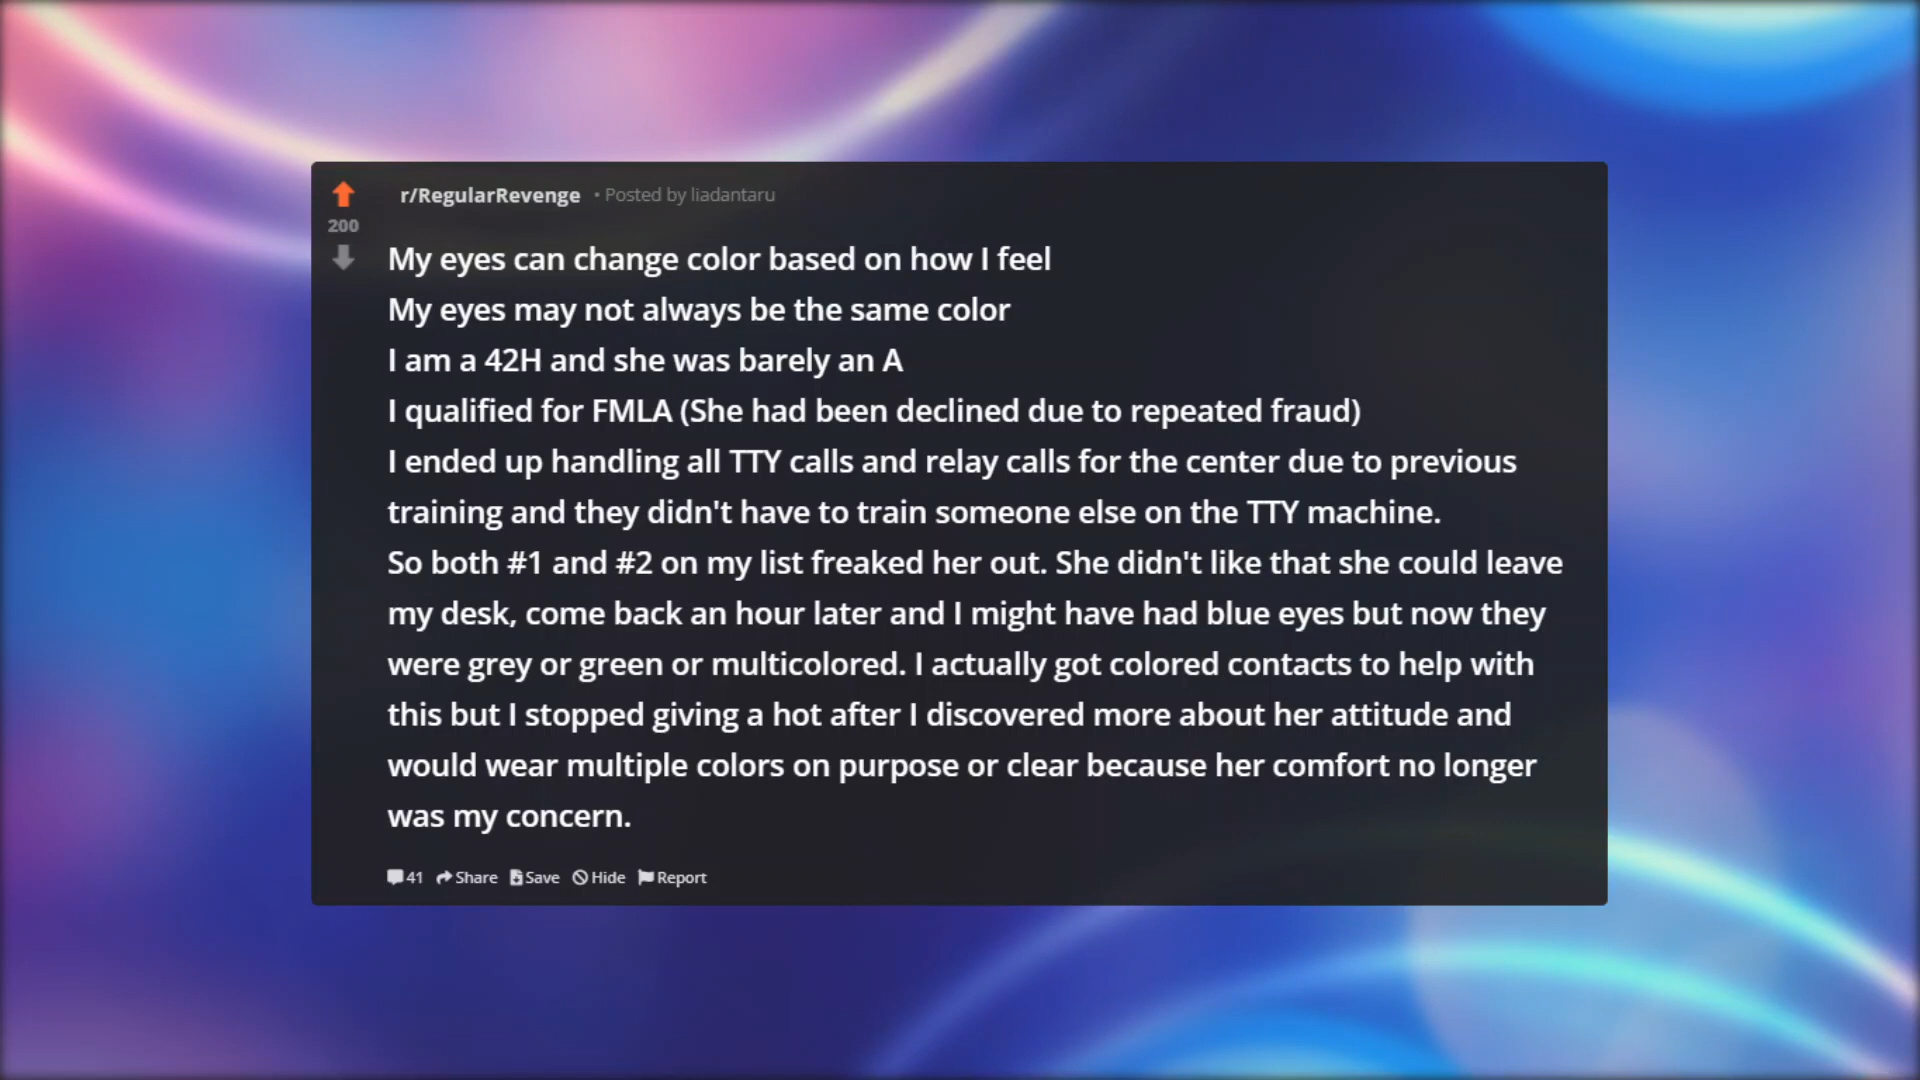 r/RegularRevenge • Posted by liadantaru
200
My eyes can change color based on how I feel
My eyes may not always be the same color
I am a 42H and she was barely an A
I qualified for FMLA (She had been declined due to repeated fraud)
I ended up handling all TTY calls and relay calls for the center due to previous
training and they didn't have to train someone else on the TTY machine.
So both #1 and #2 on my list freaked her out. She didn't like that she could leave
my desk, come back an hour later and I might have had blue eyes but now they
were grey or green or multicolored. I actually got colored contacts to help with
this but I stopped giving a hot after I discovered more about her attitude and
would wear multiple colors on purpose or clear because her comfort no longer
was my concern.
41 Share Save Hide Report